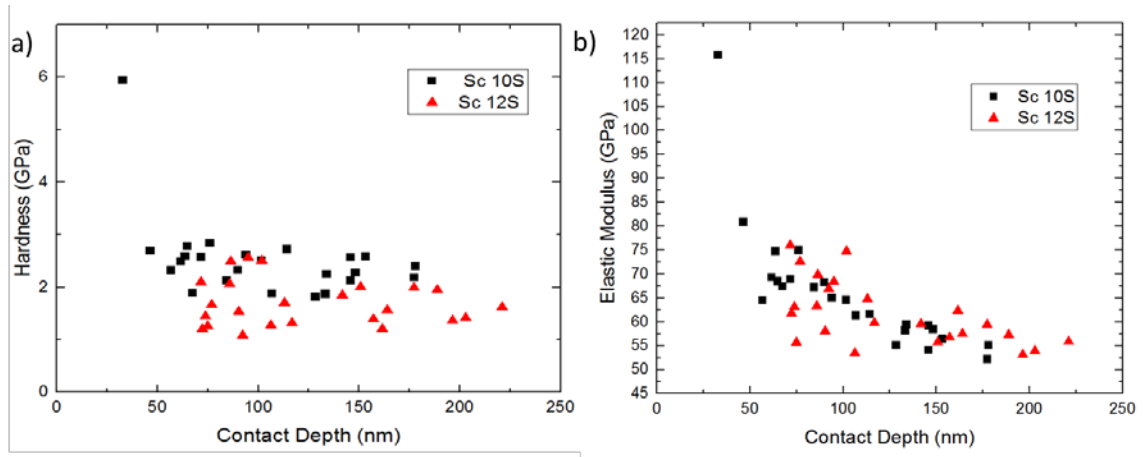 a)
Hardness (GPa)
6
4
2
0
Sc 10S
Sc 12S
0 50 100 150 200 250
Contact Depth (nm)
b)
Elastic Modulus (GPa)
120
115
110
105
100
95
90
85
80
75
70
65
60
55
50
45
Sc 10S
Sc 12S
0 50 100 150 200 250
Contact Depth (nm)